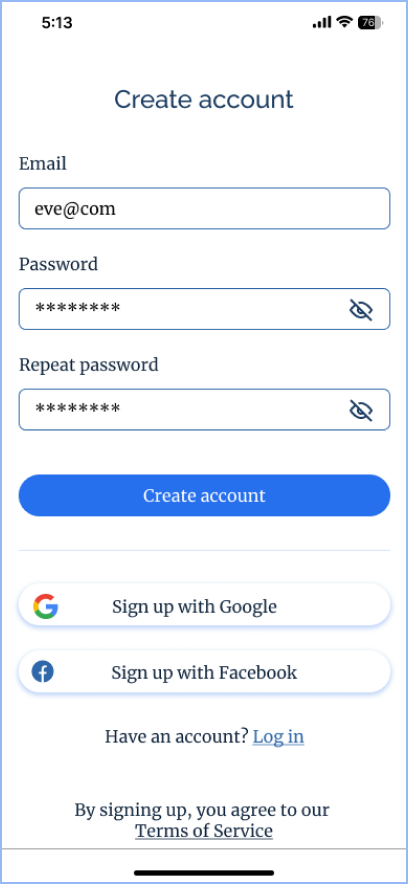 5:13
76
Create account
Email
eve@com
Password
********
Repeat password
********
Create account
Sign up with Google
Sign up with Facebook
Have an account? Log in
By signing up, you agree to our
Terms of Service